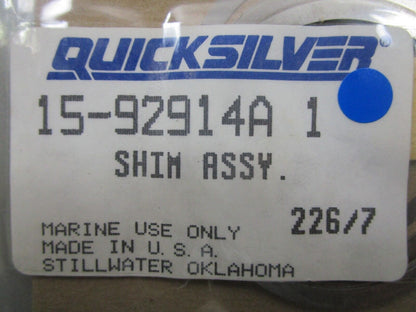 QUICKSILVER®
15-92914A 1
SHIM ASSY.
226/7
MARINE USE ONLY
MADE IN U.S.A.
STILLWATER OKLAHOMA